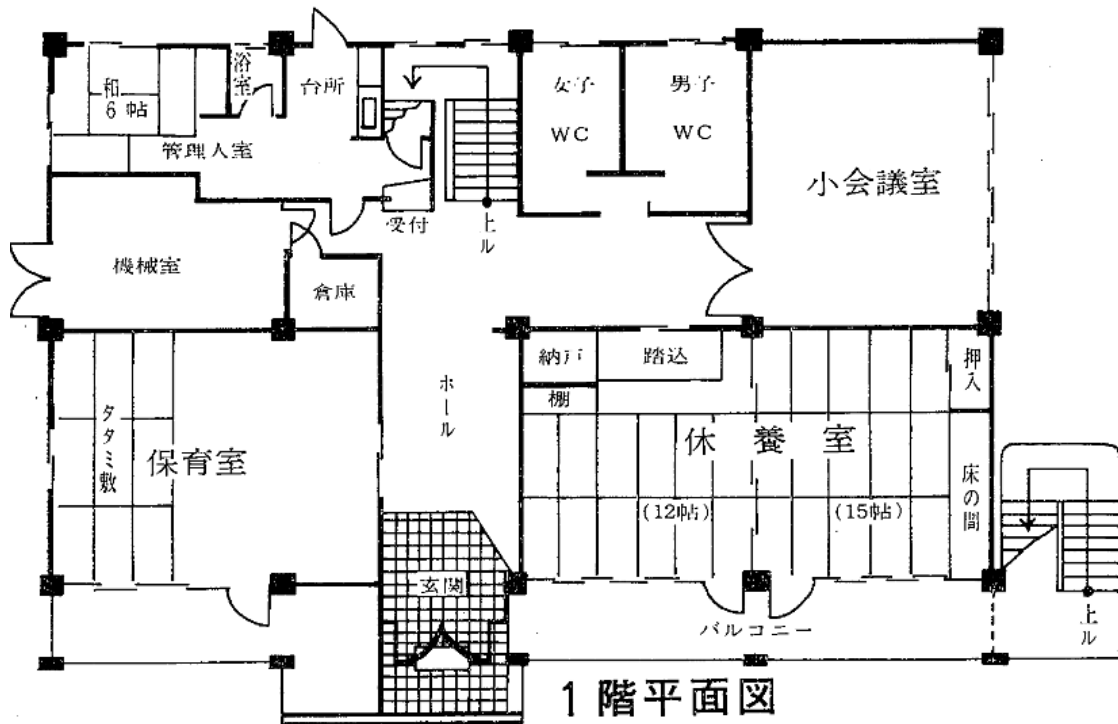 和
6帖
浴室
台所
女子
WC
男子
WC
管理人室
小会議室
受付
上ル
機械室
倉庫
納戸
踏込
押入
棚
ホール
タタミ敷
保育室
休養室
(12帖)
(15帖)
床の間
玄関
バルコニー
上ル
1階平面図